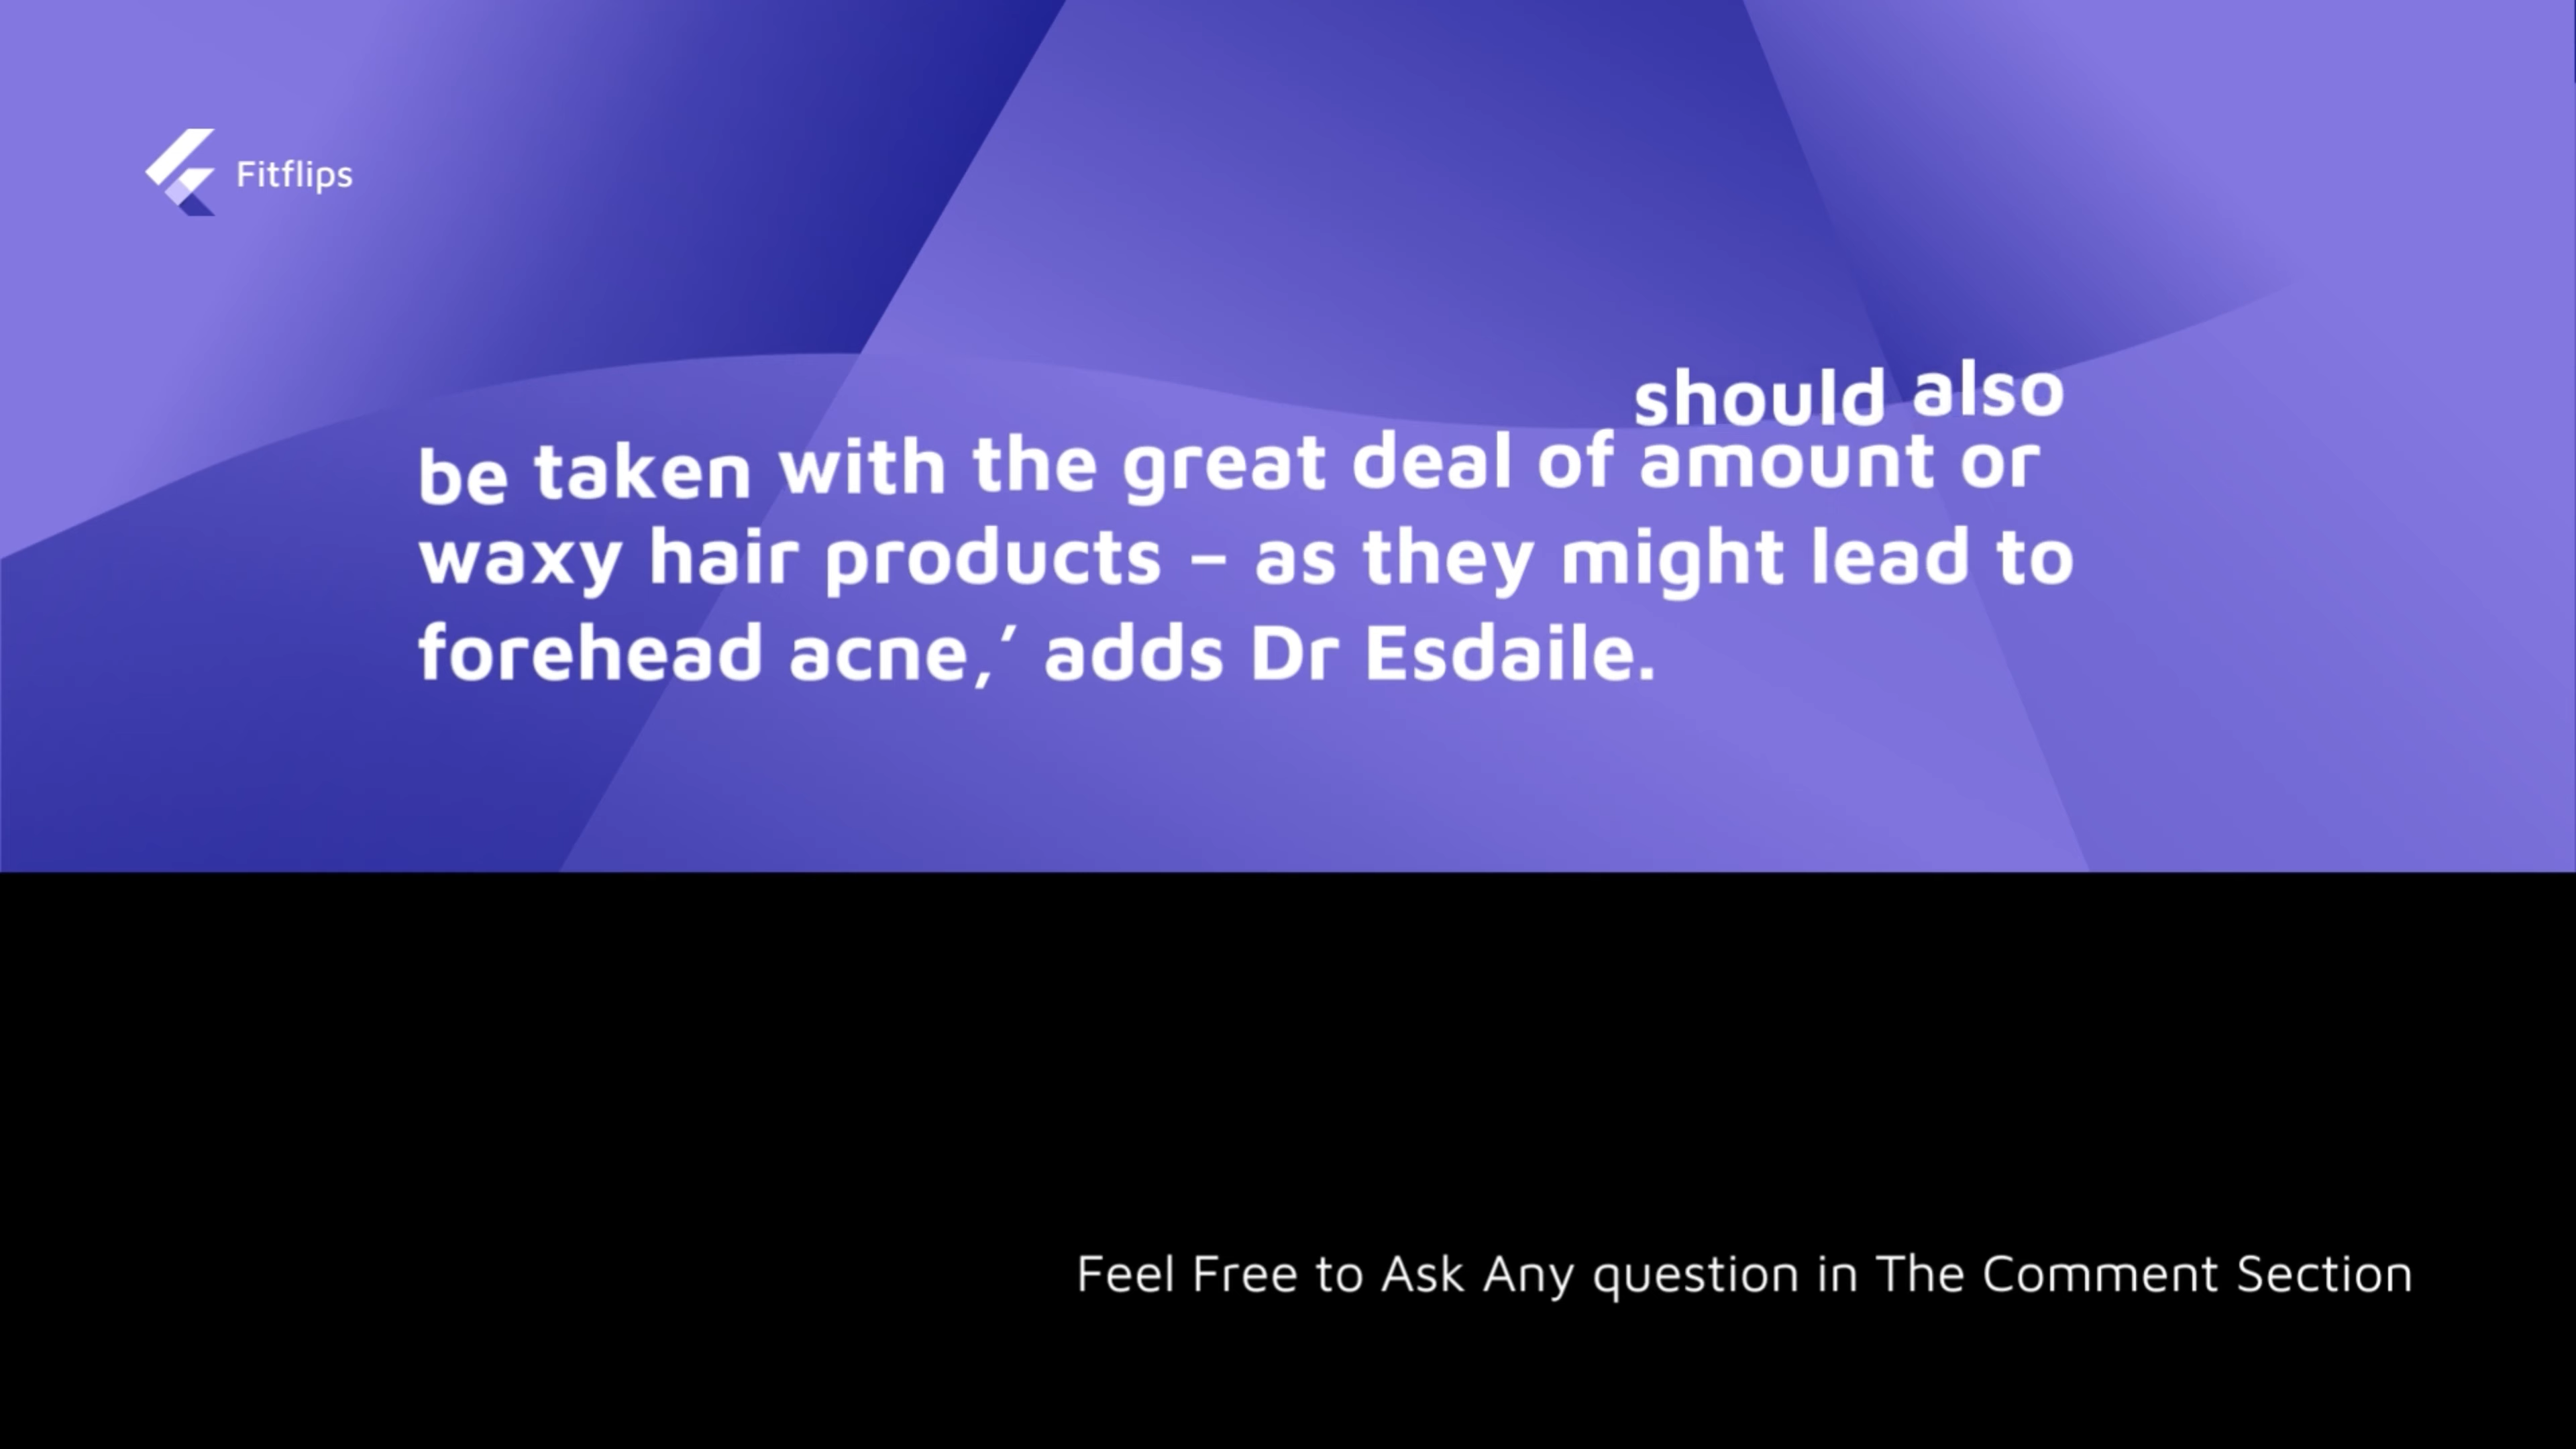 Fitflips
should also
be taken with the great deal of amount or
waxy hair products – as they might lead to
forehead acne,’ adds Dr Esdaile.
Feel Free to Ask Any question in The Comment Section